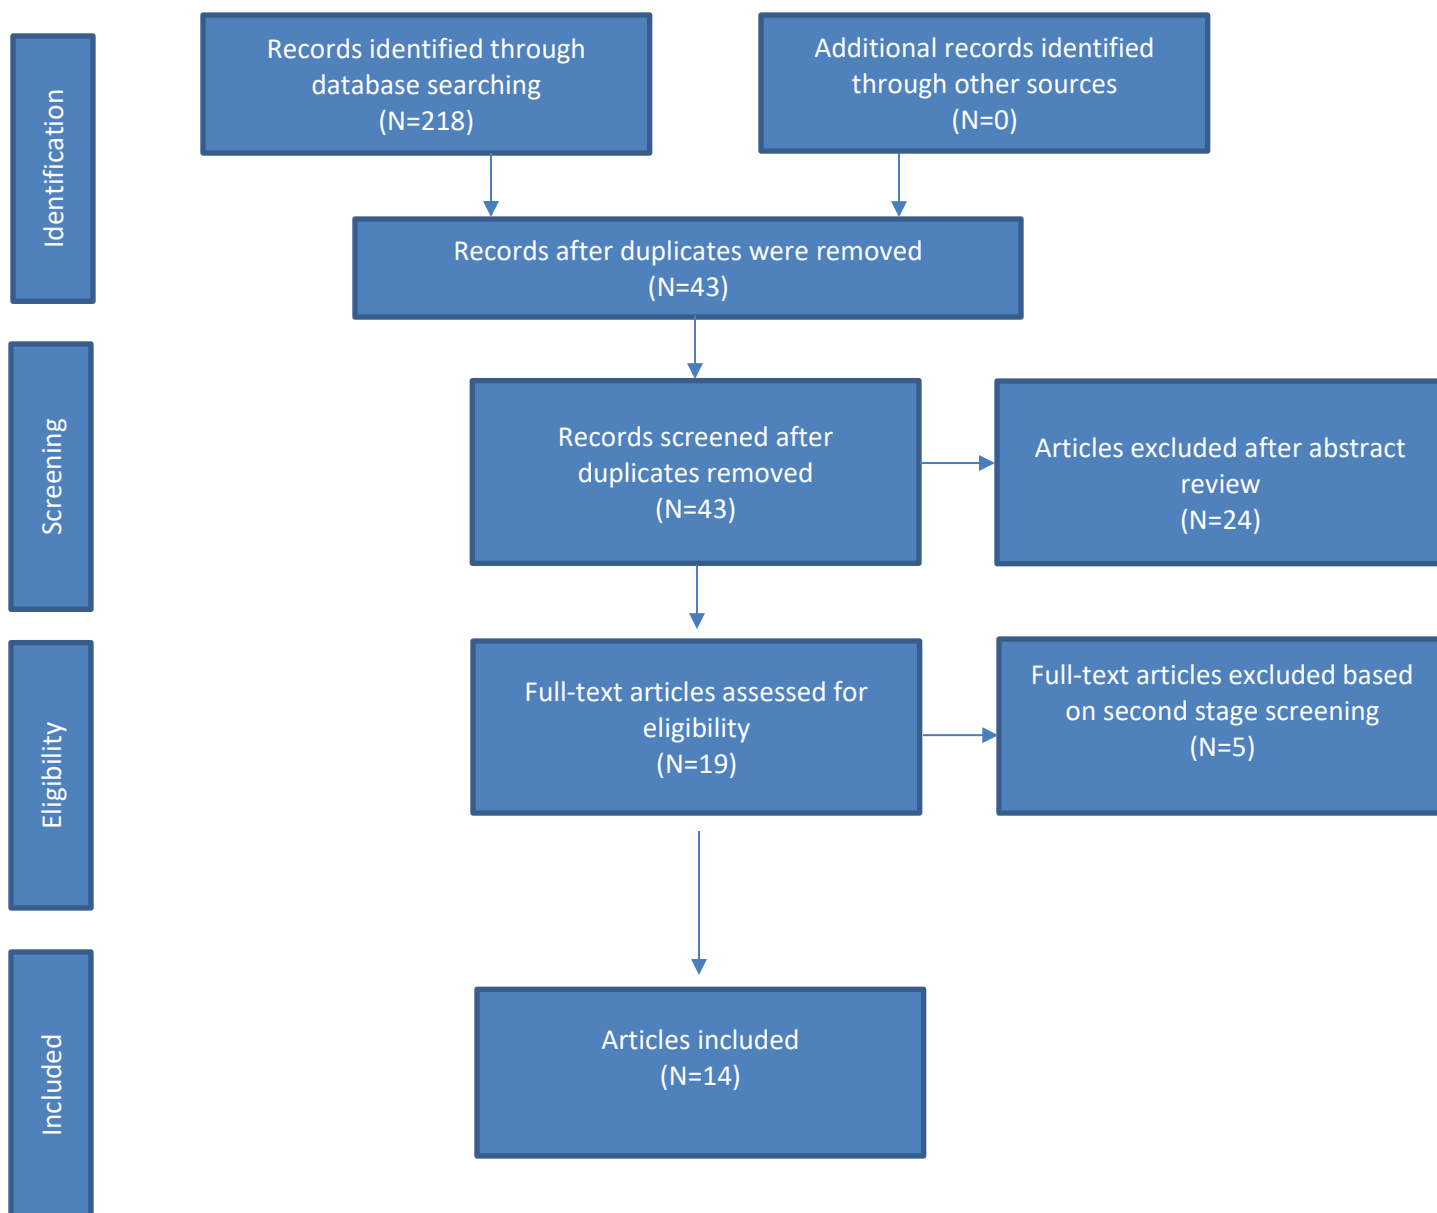 Identification
Records identified through
database searching
(N=218)
Additional records identified
through other sources
(N=0)
Records after duplicates were removed
(N=43)
Screening
Records screened after
duplicates removed
(N=43)
Articles excluded after abstract
review
(N=24)
Eligibility
Full-text articles assessed for
eligibility
(N=19)
Full-text articles excluded based
on second stage screening
(N=5)
Included
Articles included
(N=14)